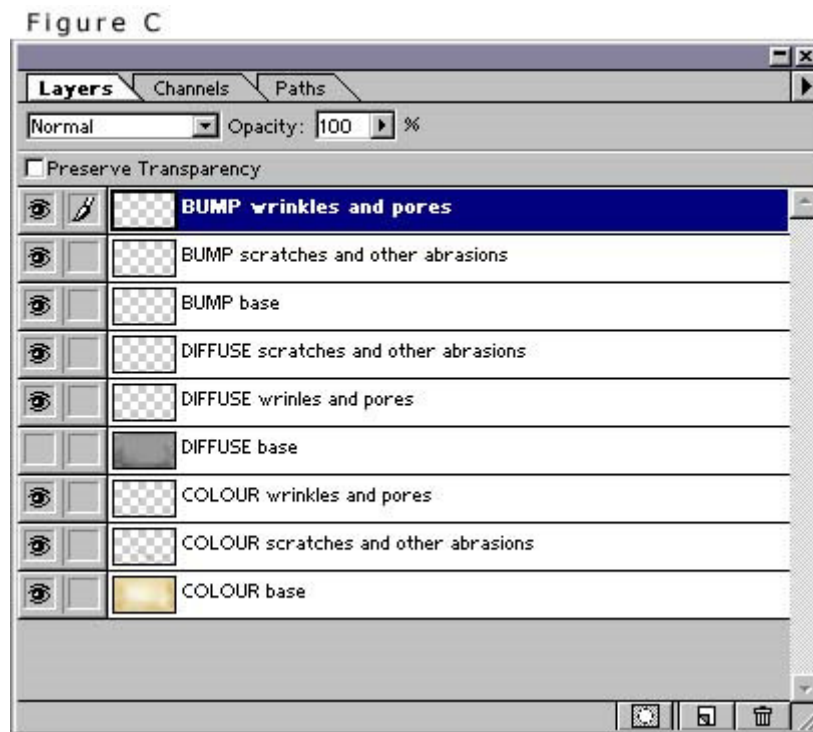 Figure C
Layers Channels Paths
Normal Opacity: 100 %
Preserve Transparency
BUMP wrinkles and pores
BUMP scratches and other abrasions
BUMP base
DIFFUSE scratches and other abrasions
DIFFUSE wrinles and pores
DIFFUSE base
COLOUR wrinkles and pores
COLOUR scratches and other abrasions
COLOUR base